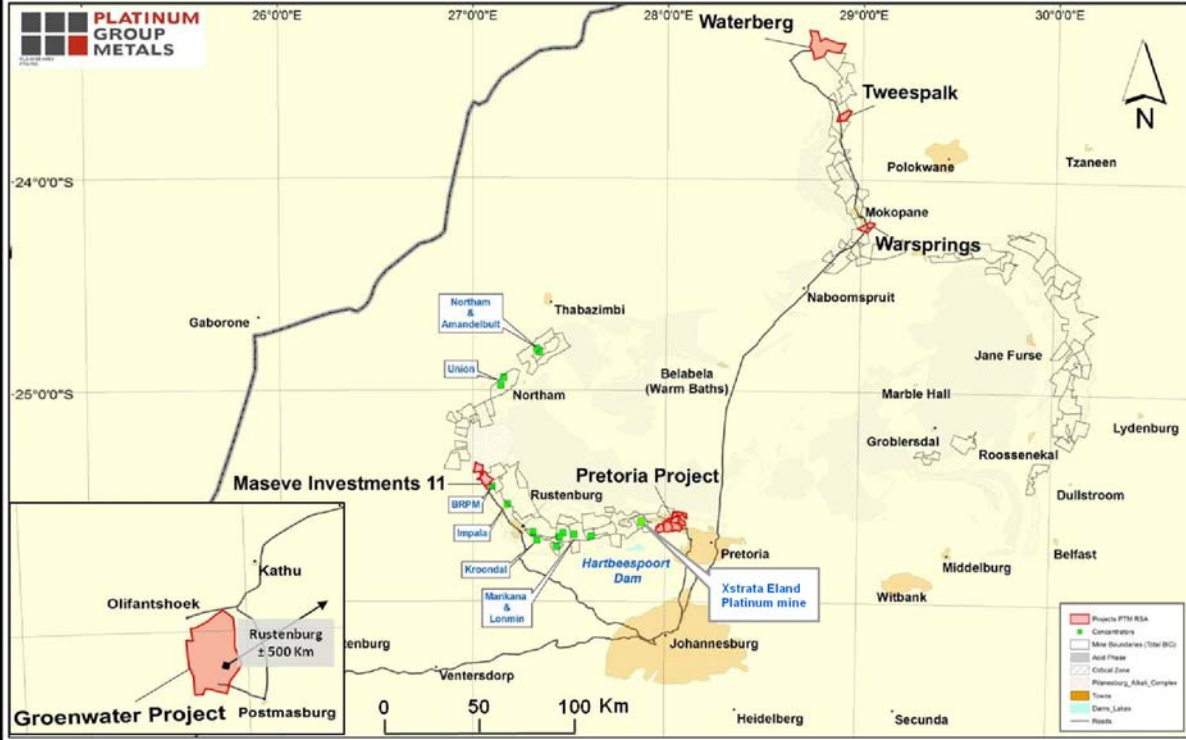 PLATINUM
GROUP
METALS
26°0'0"E
27°0'0"E
28°0'0"E
29°0'0"E
30°0'0"E
Waterberg
Tweespalk
N
Polokwane
Tzaneen
-24°0'0"S
Mokopane
Warsprings
Naboomspruit
Northam
&
Amandelbult
Thabazimbi
Gaborone
Jane Furse
Union
Belabela
(Warm Baths)
-25°0'0"S
Northam
Marble Hall
Lydenburg
Groblersdal
Roossenekal
Maseve Investments 11
Pretoria Project
Rustenburg
Dullstroom
BRPM
Impala
Kroondal
Hartbeespoort
Dam
Pretoria
Belfast
Middelburg
Marikana
&
Lonmin
Xstrata Eland
Platinum mine
Witbank
Kathu
Olifantshoek
Rustenburg
± 500 Km
tenburg
Johannesburg
Ventersdorp
Groenwater Project
Postmasburg
0 50 100 Km
Heidelberg
Secunda
Projects PTM RSA
Concentrators
Mine Boundaries (Total BIC)
Acid Phase
Critical Zone
Pilanesburg_Alkali_Complex
Towns
Dams_Lakes
Roads